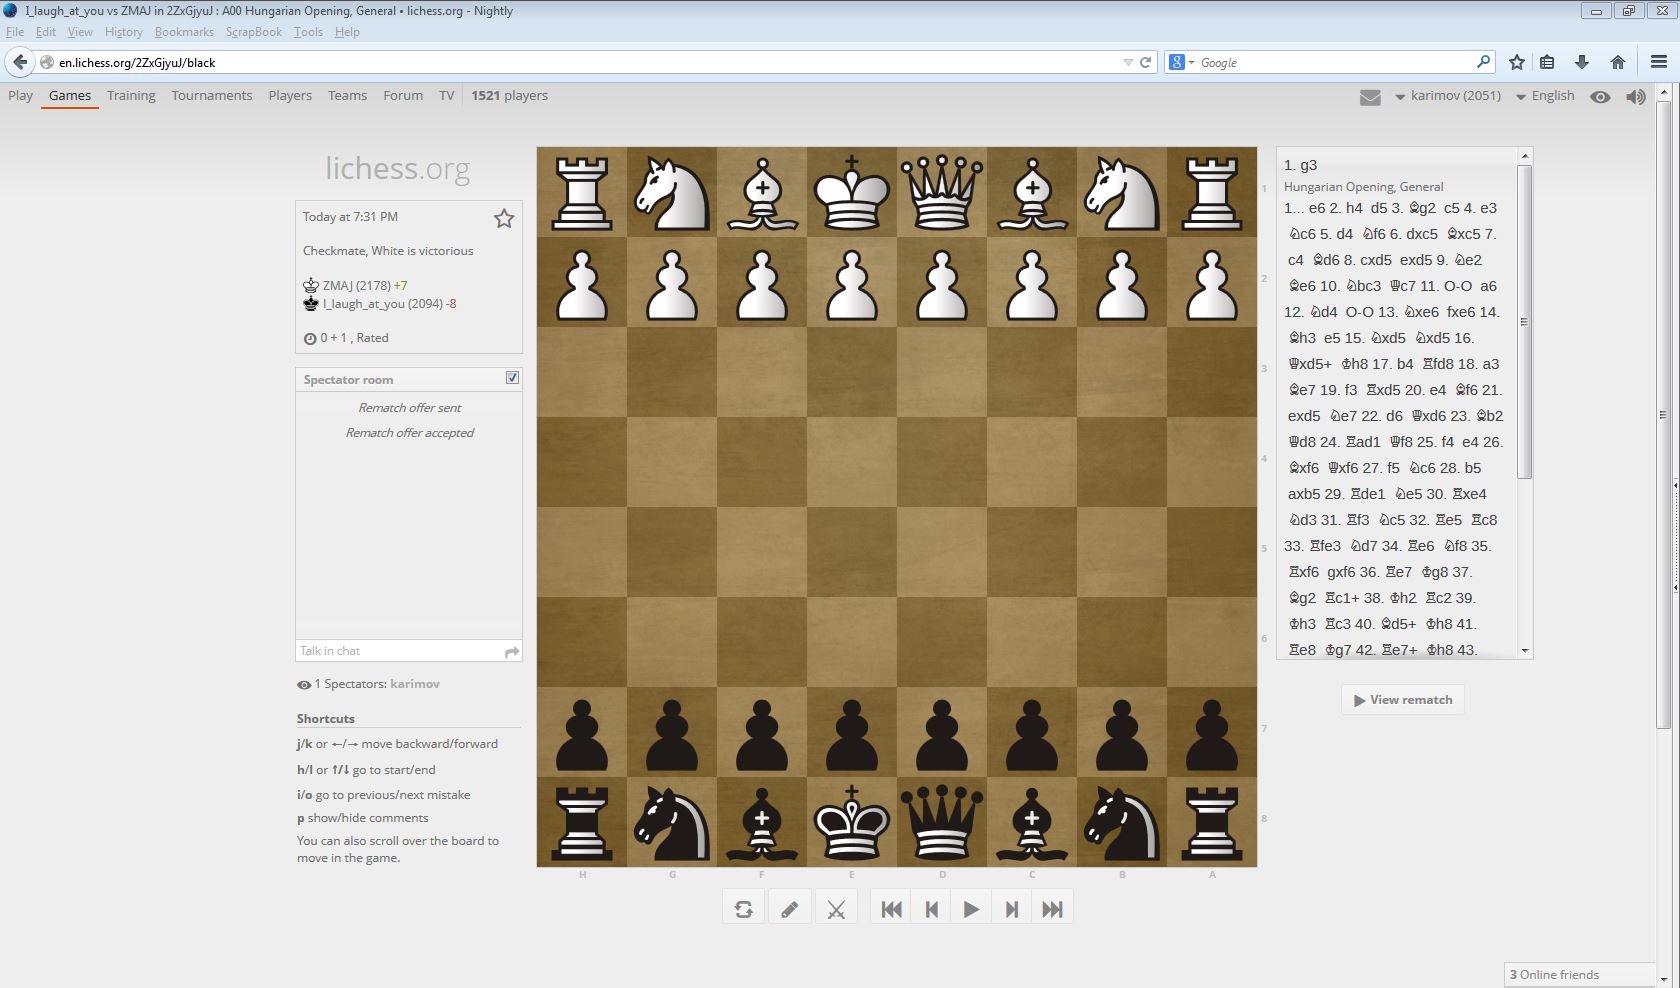 I_laugh_at_you vs ZMAJ in 2ZxGjyuJ : A00 Hungarian Opening, General • lichess.org - Nightly
File Edit View History Bookmarks ScrapBook Tools Help
en.lichess.org/2ZxGjyuJ/black
Google
Play Games Training Tournaments Players Teams Forum TV 1521 players
karimov (2051) English
lichess.org
Today at 7:31 PM
Checkmate, White is victorious
ZMAJ (2178) +7
I_laugh_at_you (2094) -8
0 + 1 , Rated
Spectator room
Rematch offer sent
Rematch offer accepted
Talk in chat
1 Spectators: karimov
Shortcuts
j/k or ←/→ move backward/forward
h/l or ↑/↓ go to start/end
i/o go to previous/next mistake
p show/hide comments
You can also scroll over the board to
move in the game.
1
2
3
4
5
6
7
8
H G F E D C B A
1. g3
Hungarian Opening, General
1... e6 2. h4 d5 3. ♗g2 c5 4. e3
♘c6 5. d4 ♘f6 6. dxc5 ♗xc5 7.
c4 ♗d6 8. cxd5 exd5 9. ♘e2
♗e6 10. ♘bc3 ♕c7 11. O-O a6
12. ♘d4 O-O 13. ♘xe6 fxe6 14.
♗h3 e5 15. ♘xd5 ♘xd5 16.
♕xd5+ ♔h8 17. b4 ♖fd8 18. a3
♗e7 19. f3 ♖xd5 20. e4 ♗f6 21.
exd5 ♘e7 22. d6 ♕xd6 23. ♗b2
♕d8 24. ♖ad1 ♕f8 25. f4 e4 26.
♗xf6 ♕xf6 27. f5 ♘c6 28. b5
axb5 29. ♖de1 ♘e5 30. ♖xe4
♘d3 31. ♖f3 ♘c5 32. ♖e5 ♖c8
33. ♖fe3 ♘d7 34. ♖e6 ♘f8 35.
♖xf6 gxf6 36. ♖e7 ♔g8 37.
♗g2 ♖c1+ 38. ♔h2 ♖c2 39.
♔h3 ♖c3 40. ♗d5+ ♔h8 41.
♖e8 ♔g7 42. ♖e7+ ♔h8 43.
View rematch
3 Online friends